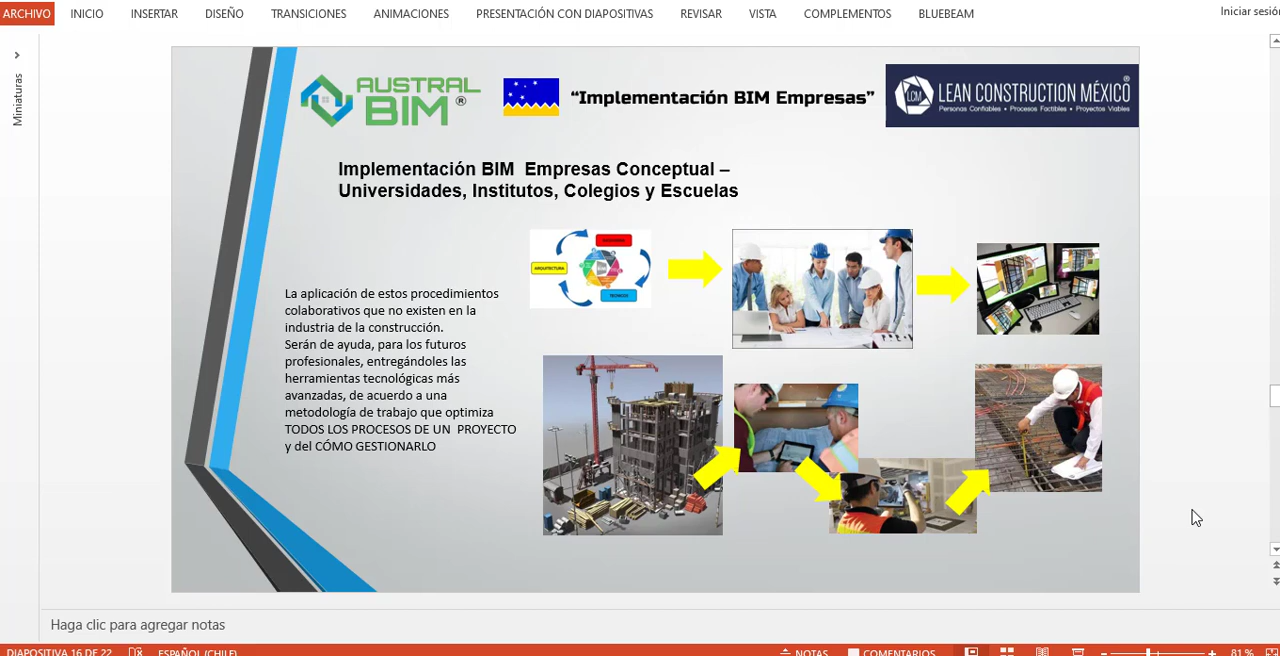 ARCHIVO INICIO INSERTAR DISEÑO TRANSICIONES ANIMACIONES PRESENTACIÓN CON DIAPOSITIVAS REVISAR VISTA COMPLEMENTOS BLUEBEAM Iniciar sesión
Miniaturas
AUSTRAL
BIM ®
“Implementación BIM Empresas”
LCM LEAN CONSTRUCTION MÉXICO ®
Personas Confiables • Procesos Factibles • Proyectos Viables
Implementación BIM Empresas Conceptual –
Universidades, Institutos, Colegios y Escuelas
ARQUITECTURA
La aplicación de estos procedimientos
colaborativos que no existen en la
industria de la construcción.
Serán de ayuda, para los futuros
profesionales, entregándoles las
herramientas tecnológicas más
avanzadas, de acuerdo a una
metodología de trabajo que optimiza
TODOS LOS PROCESOS DE UN PROYECTO
y del CÓMO GESTIONARLO
Haga clic para agregar notas
DIAPOSITIVA 16 DE 22 ESPAÑOL (CHILE) NOTAS COMENTARIOS 81 %